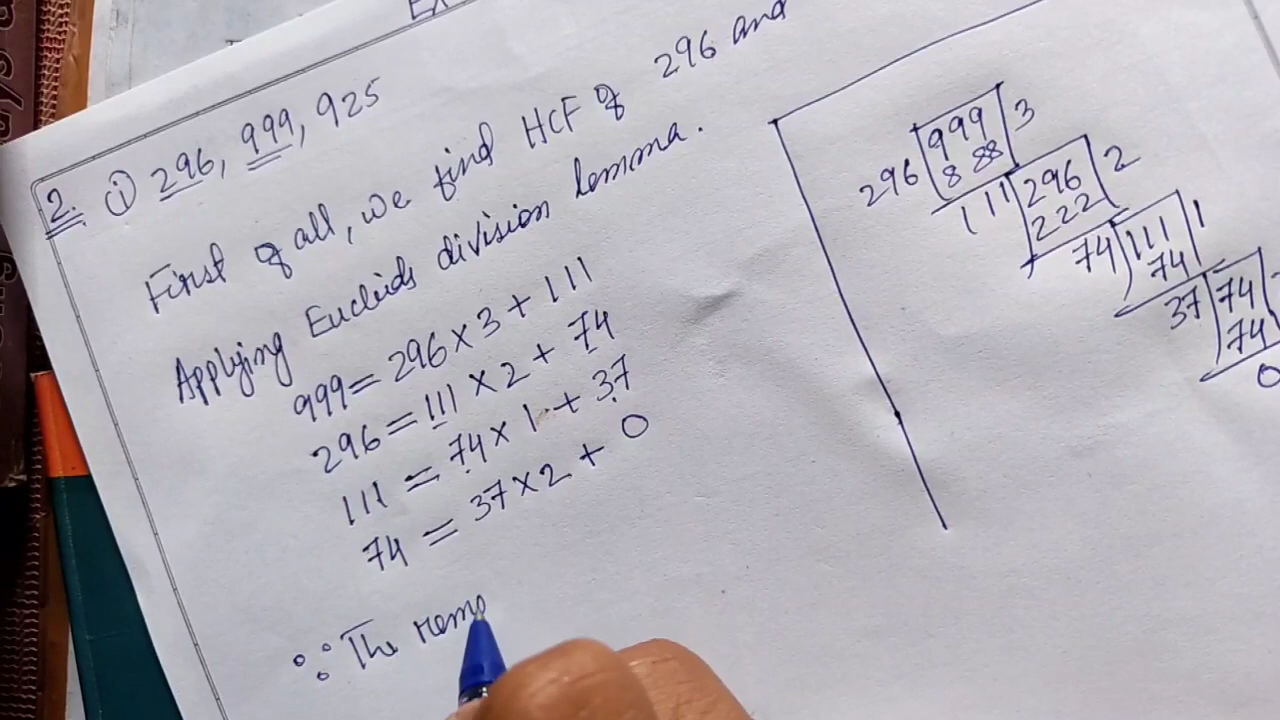 2. (i) 296, 999, 925
First of all, we find HCF of 296 and
Applying Euclids division lemma.
999 = 296 × 3 + 111
296 = 111 × 2 + 74
111 = 74 × 1 + 37
74 = 37 × 2 + 0
∵ The rem
296 999 3
888
111 296 2
222
74 111 1
74
37 74
74
0